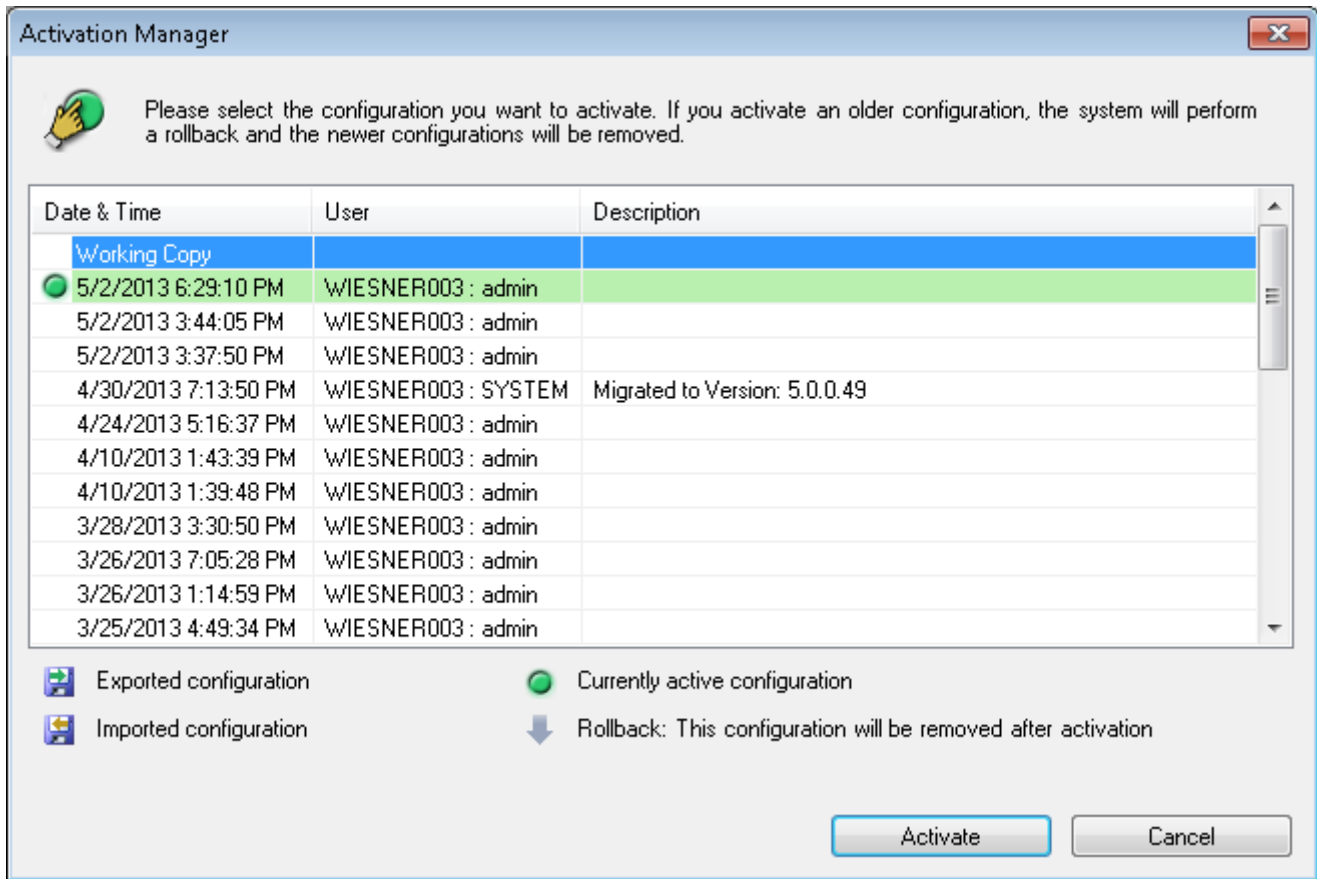 Activation Manager
Please select the configuration you want to activate. If you activate an older configuration, the system will perform
a rollback and the newer configurations will be removed.
Date & Time User Description
Working Copy
5/2/2013 6:29:10 PM WIESNER003 : admin
5/2/2013 3:44:05 PM WIESNER003 : admin
5/2/2013 3:37:50 PM WIESNER003 : admin
4/30/2013 7:13:50 PM WIESNER003 : SYSTEM Migrated to Version: 5.0.0.49
4/24/2013 5:16:37 PM WIESNER003 : admin
4/10/2013 1:43:39 PM WIESNER003 : admin
4/10/2013 1:39:48 PM WIESNER003 : admin
3/28/2013 3:30:50 PM WIESNER003 : admin
3/26/2013 7:05:28 PM WIESNER003 : admin
3/26/2013 1:14:59 PM WIESNER003 : admin
3/25/2013 4:49:34 PM WIESNER003 : admin
Exported configuration Currently active configuration
Imported configuration Rollback: This configuration will be removed after activation
Activate Cancel